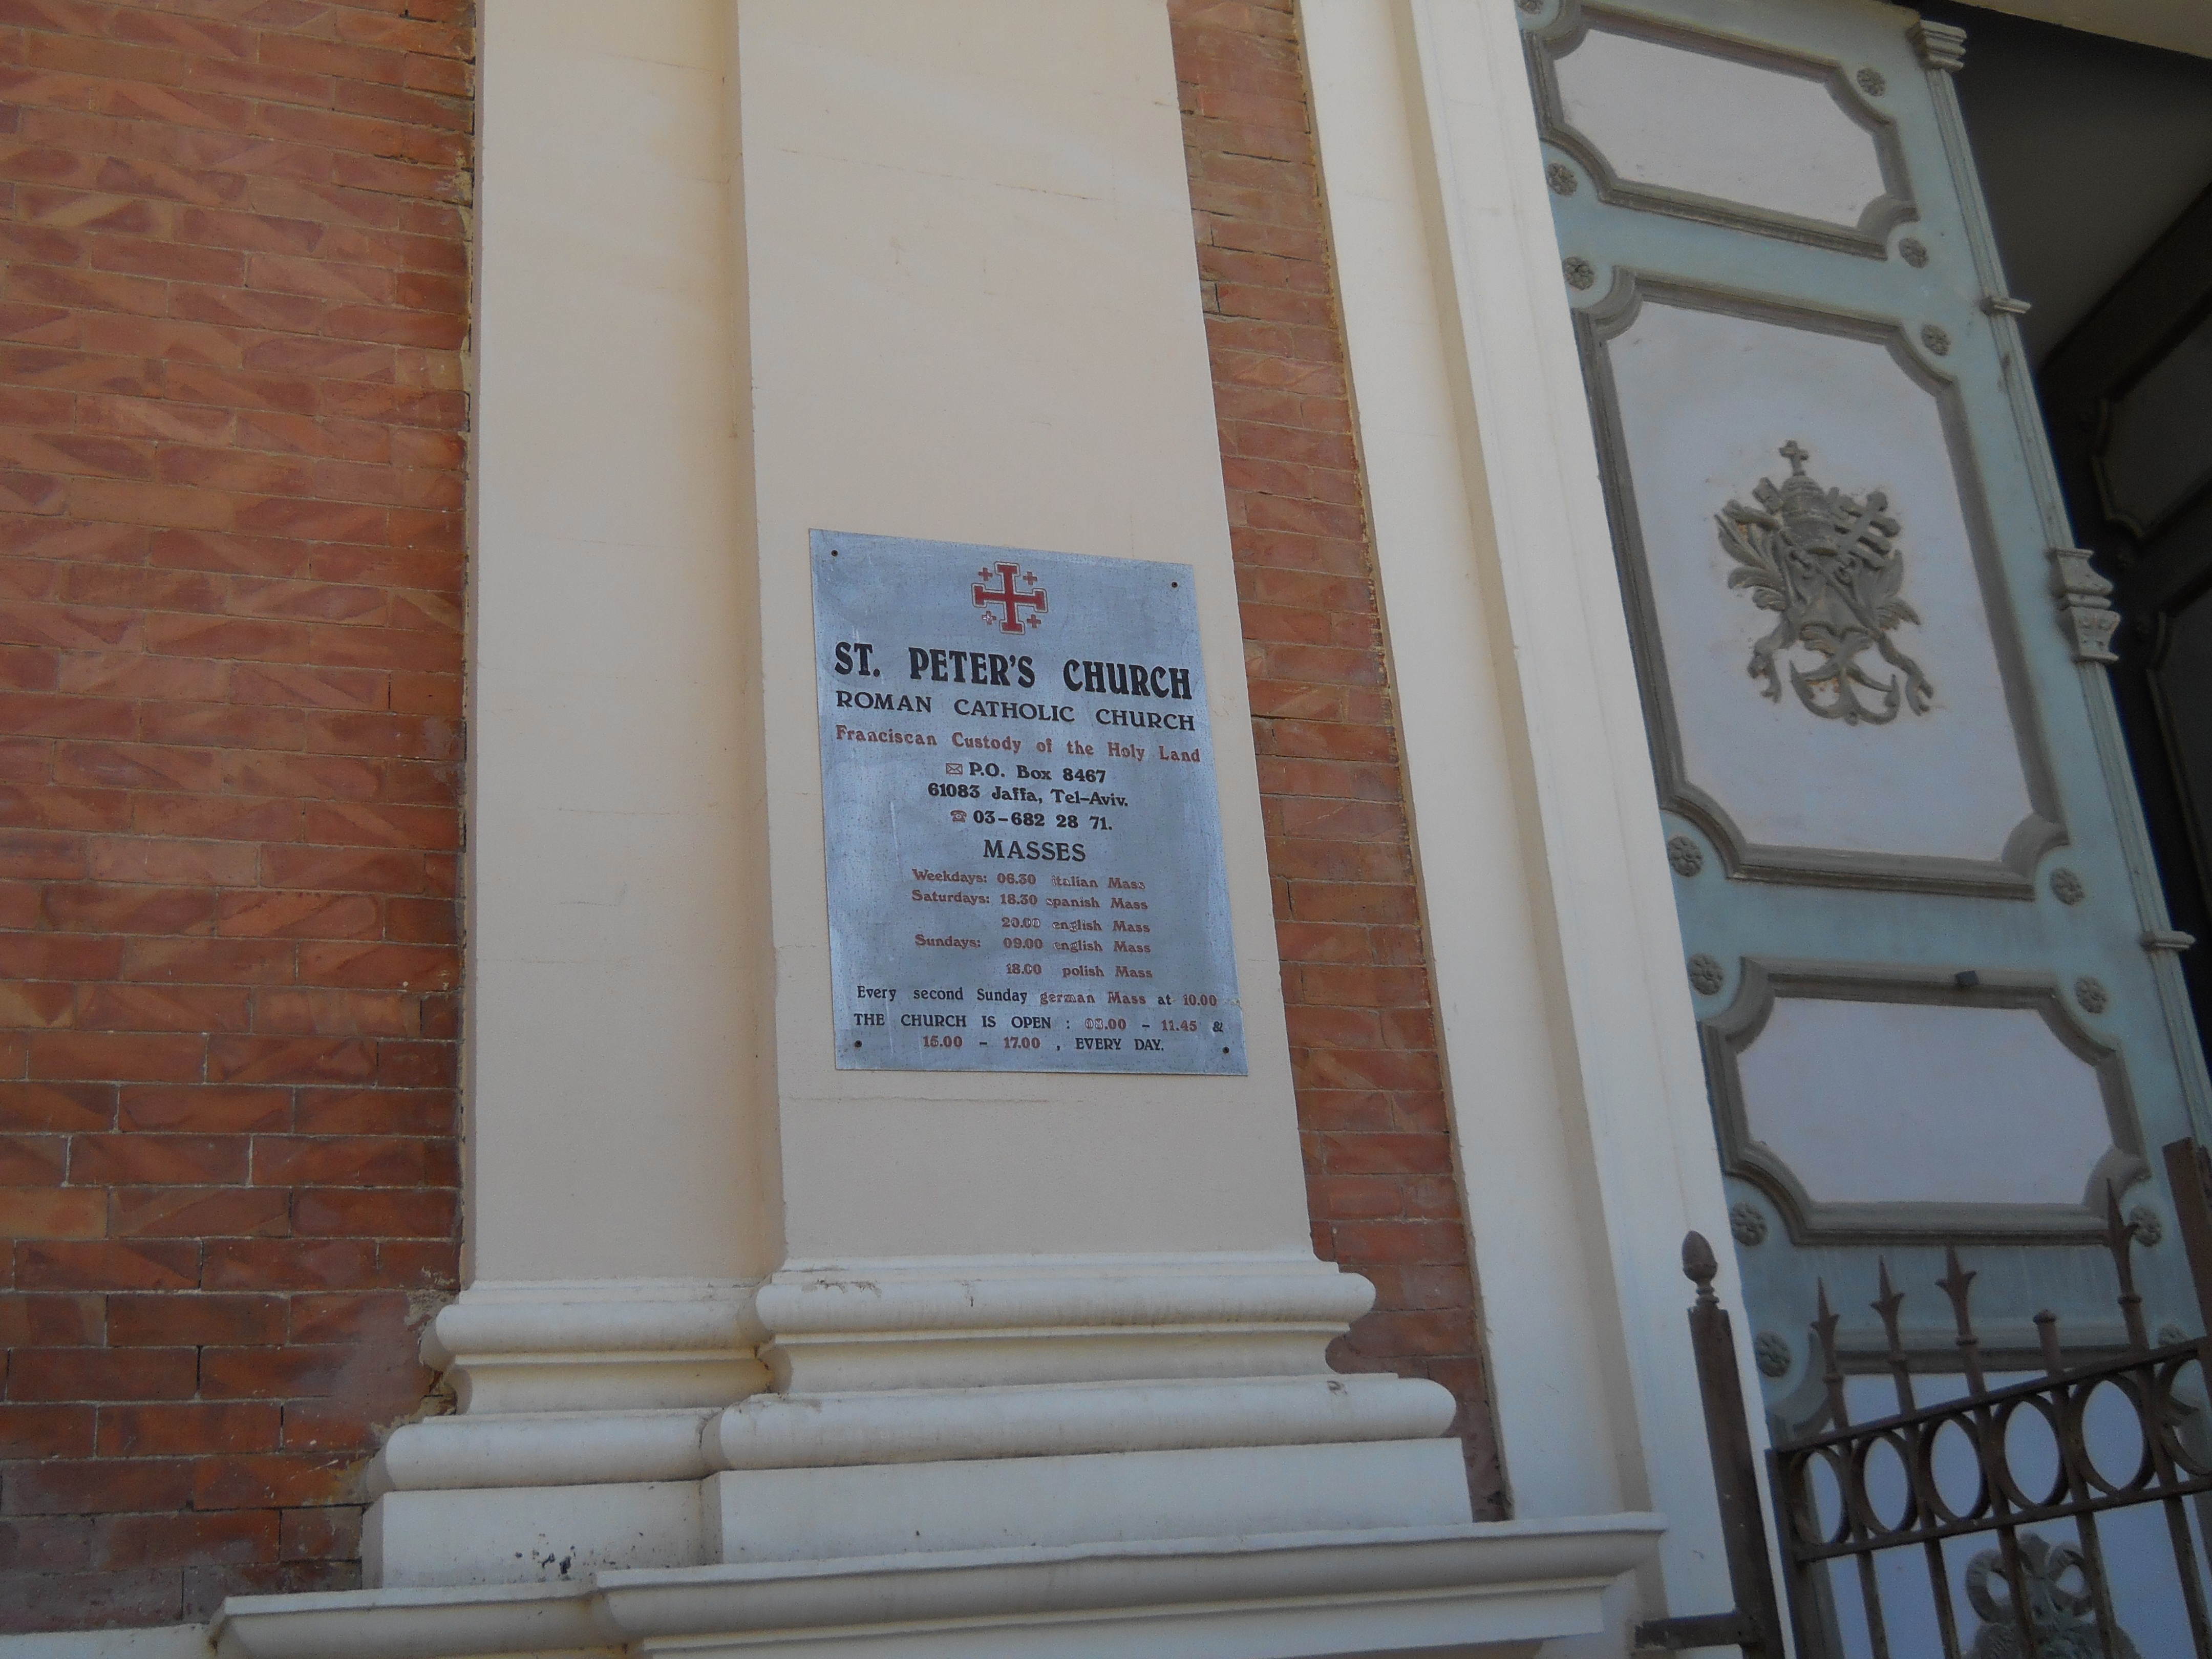 ST. PETER'S CHURCH
ROMAN CATHOLIC CHURCH
Franciscan Custody of the Holy Land
P.O. Box 8467
61083 Jaffa, Tel-Aviv.
03-682 28 71.
MASSES
Weekdays: 06.30 italian Mass
Saturdays: 18.30 spanish Mass
20.00 english Mass
Sundays: 09.00 english Mass
18.00 polish Mass
Every second Sunday german Mass at 10.00
THE CHURCH IS OPEN : - 11.45 &
15.00 - 17.00 , EVERY DAY.